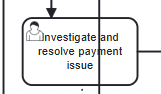 Investigate and
resolve payment
issue